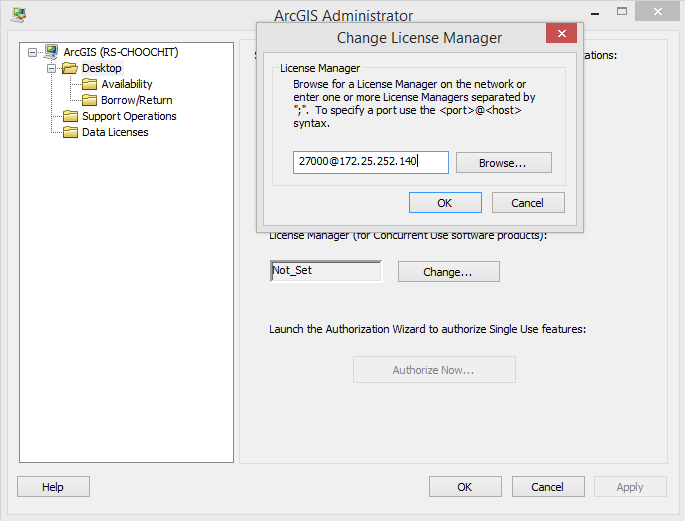 ArcGIS Administrator
Change License Manager
ArcGIS (RS-CHOOCHIT)
Desktop
Availability
Borrow/Return
Support Operations
Data Licenses
ations:
License Manager
Browse for a License Manager on the network or
enter one or more License Managers separated by
";". To specify a port use the <port>@<host>
syntax.
27000@172.25.252.140
Browse...
OK
Cancel
License Manager (for Concurrent Use software products):
Not_Set
Change...
Launch the Authorization Wizard to authorize Single Use features:
Authorize Now...
Help
OK
Cancel
Apply